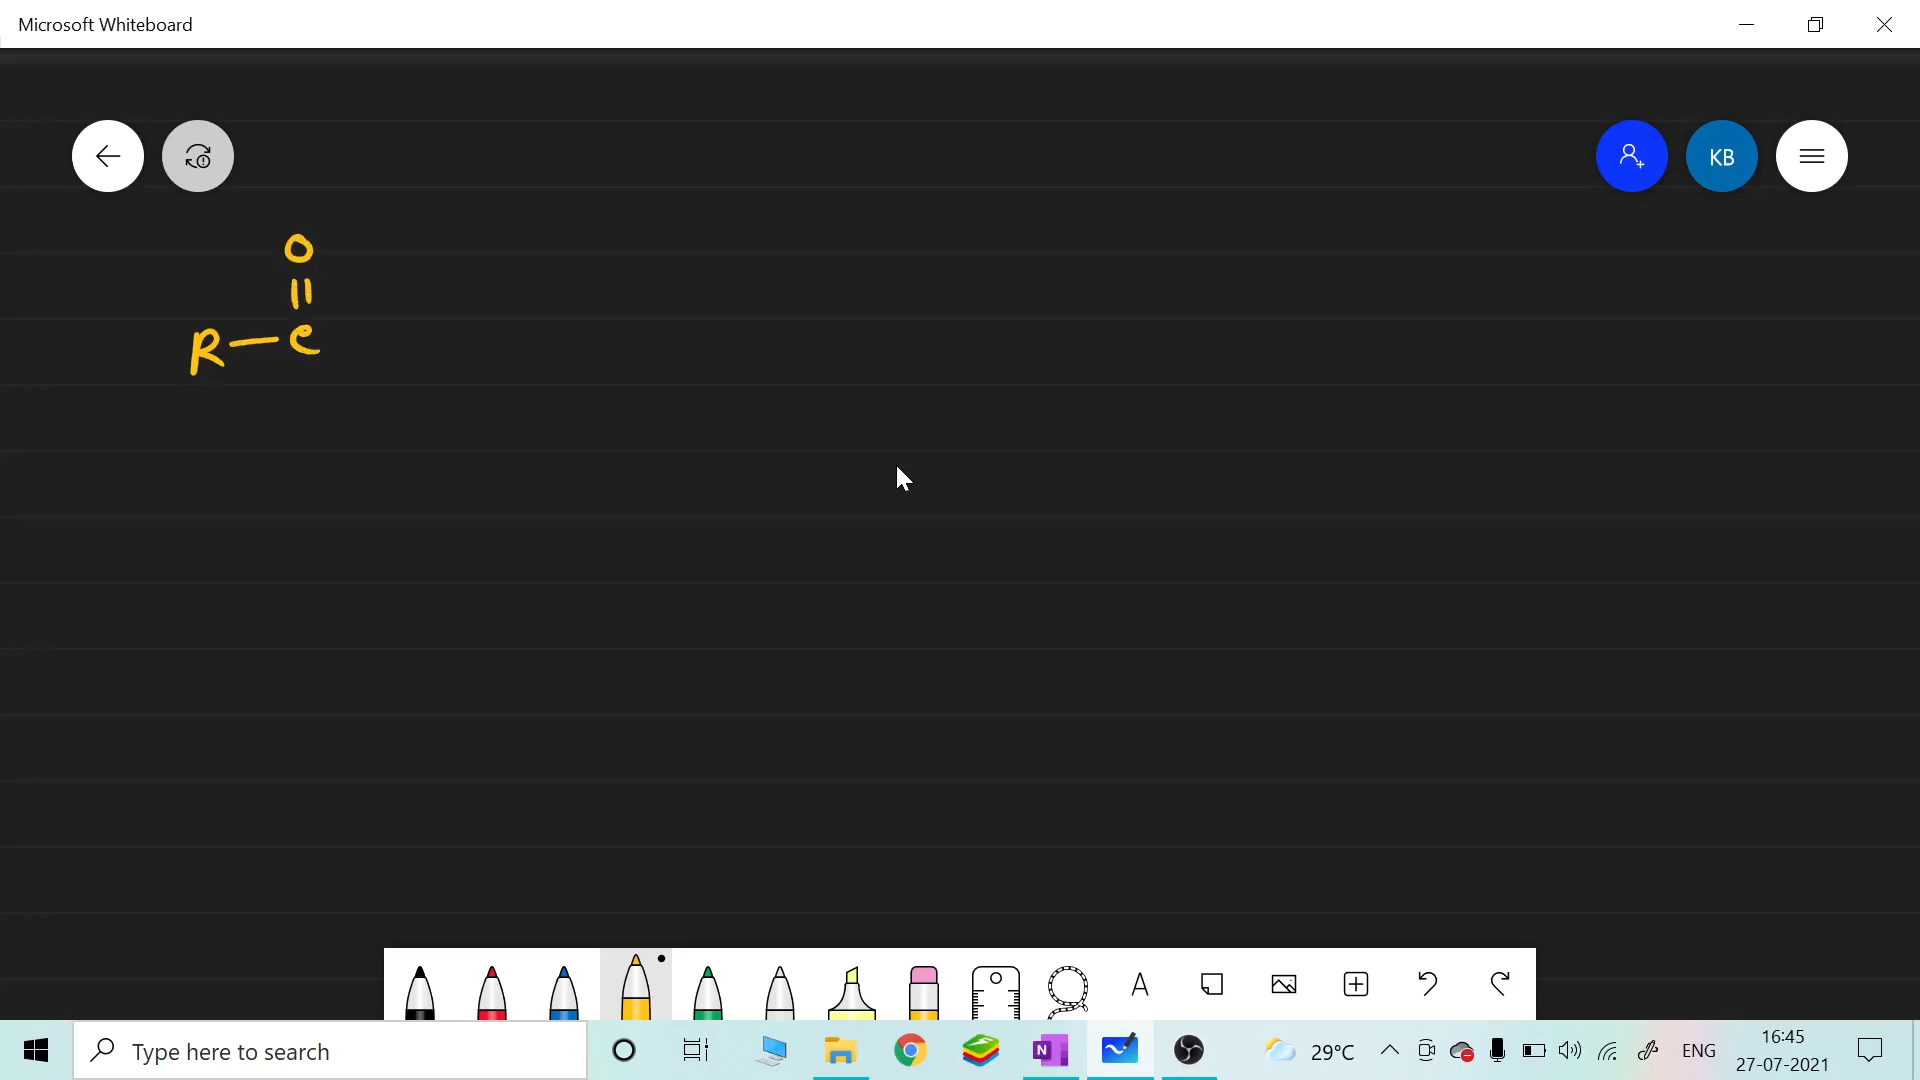 Microsoft Whiteboard
KB
O
||
R—C
A
Type here to search
N
29°C
ENG
16:45
27-07-2021